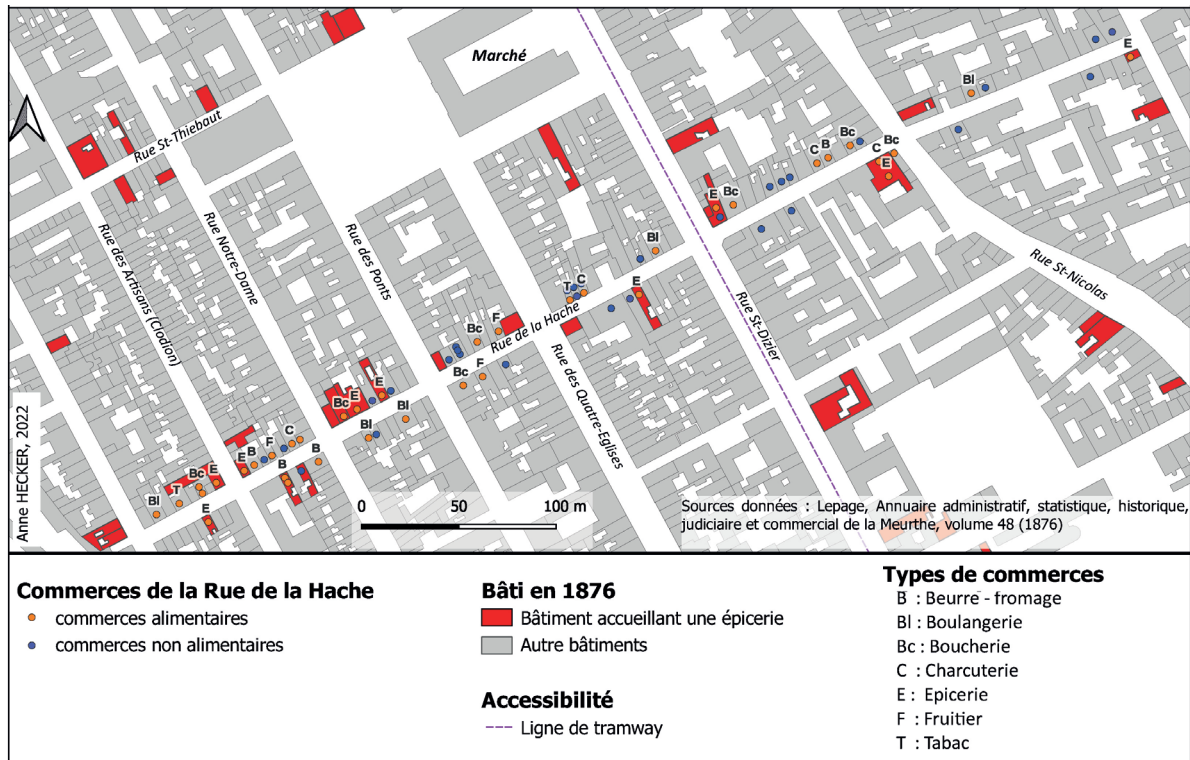 Marché
E
Bl
Rue St-Thiebaut
Bc
C B
Bc
C
E
E Bc
Rue des Artisans (Clodion)
Rue Notre-Dame
Rue des Ponts
Bl
Rue St-Nicolas
T C
E
Rue de la Hache
Rue St-Dizier
F
Bc
F
Bc
Rue des Quatre-Eglises
E
Bc E
Bl
Bl
C
F
B
E
B
B
Bc E
T
Bl
E
Anne HECKER, 2022
0 50 100 m
Sources données : Lepage, Annuaire administratif, statistique, historique,
judiciaire et commercial de la Meurthe, volume 48 (1876)
Commerces de la Rue de la Hache
commerces alimentaires
commerces non alimentaires
Bâti en 1876
Bâtiment accueillant une épicerie
Autre bâtiments
Accessibilité
Ligne de tramway
Types de commerces
B : Beurre - fromage
Bl : Boulangerie
Bc : Boucherie
C : Charcuterie
E : Epicerie
F : Fruitier
T : Tabac